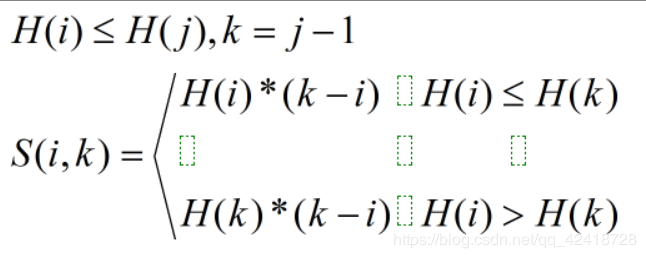 H(i) ≤ H(j), k = j − 1
H(i) * (k − i) H(i) ≤ H(k)
S(i, k) =
H(k) * (k − i) H(i) > H(k)
https://blog.csdn.net/qq_42418728